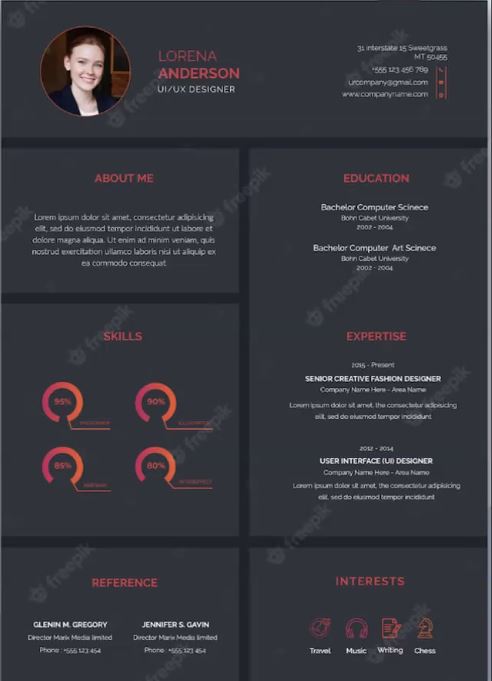 LORENA
ANDERSON
UI/UX DESIGNER
31 interstate 15 Sweetgrass
MT 50455
+555 123 456 789
urcompany@gmail.com
www.companyname.com
ABOUT ME
Lorem ipsum dolor sit amet, consectetur adipisicing
elit, sed do eiusmod tempor incididunt ut labore et
dolore magna aliqua. Ut enim ad minim veniam, quis
nostrud exercitation ullamco laboris nisi ut aliquip ex
ea commodo consequat
SKILLS
95%
90%
85%
80%
REFERENCE
GLENIN M. GREGORY
Director Marix Media limited
Phone : +555 123 454
JENNIFER S. GAVIN
Director Marix Media limited
Phone : +555 123 454
EDUCATION
Bachelor Computer Scinece
Bohn Cabet University
2002 - 2004
Bachelor Computer Art Scinece
Bohn Cabet University
2002 - 2004
EXPERTISE
2015 - Present
SENIOR CREATIVE FASHION DESIGNER
Company Name Here - Area Name
Lorem ipsum dolor sit amet, the consectetur adipisicing
elit, sed do eiusmod tempor incididunt
2012 - 2014
USER INTERFACE (UI) DESIGNER
Company Name Here - Area Name
Lorem ipsum dolor sit amet, the consectetur adipisicing
elit, sed do eiusmod tempor incididunt
INTERESTS
Travel
Music
Writing
Chess
freepik